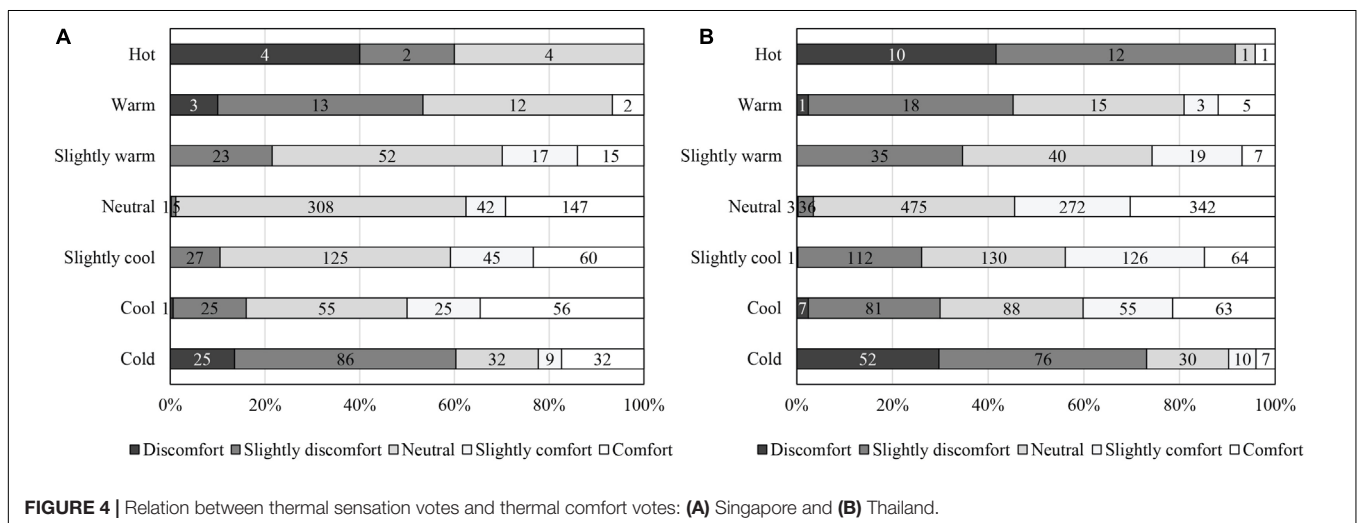 A
Hot 4 2 4
Warm 3 13 12 2
Slightly warm 23 52 17 15
Neutral 1 5 308 42 147
Slightly cool 27 125 45 60
Cool 1 25 55 25 56
Cold 25 86 32 9 32
0% 20% 40% 60% 80% 100%
Discomfort Slightly discomfort Neutral Slightly comfort Comfort
B
Hot 10 12 1 1
Warm 1 18 15 3 5
Slightly warm 35 40 19 7
Neutral 3 36 475 272 342
Slightly cool 1 112 130 126 64
Cool 7 81 88 55 63
Cold 52 76 30 10 7
0% 20% 40% 60% 80% 100%
Discomfort Slightly discomfort Neutral Slightly comfort Comfort
FIGURE 4 | Relation between thermal sensation votes and thermal comfort votes: (A) Singapore and (B) Thailand.